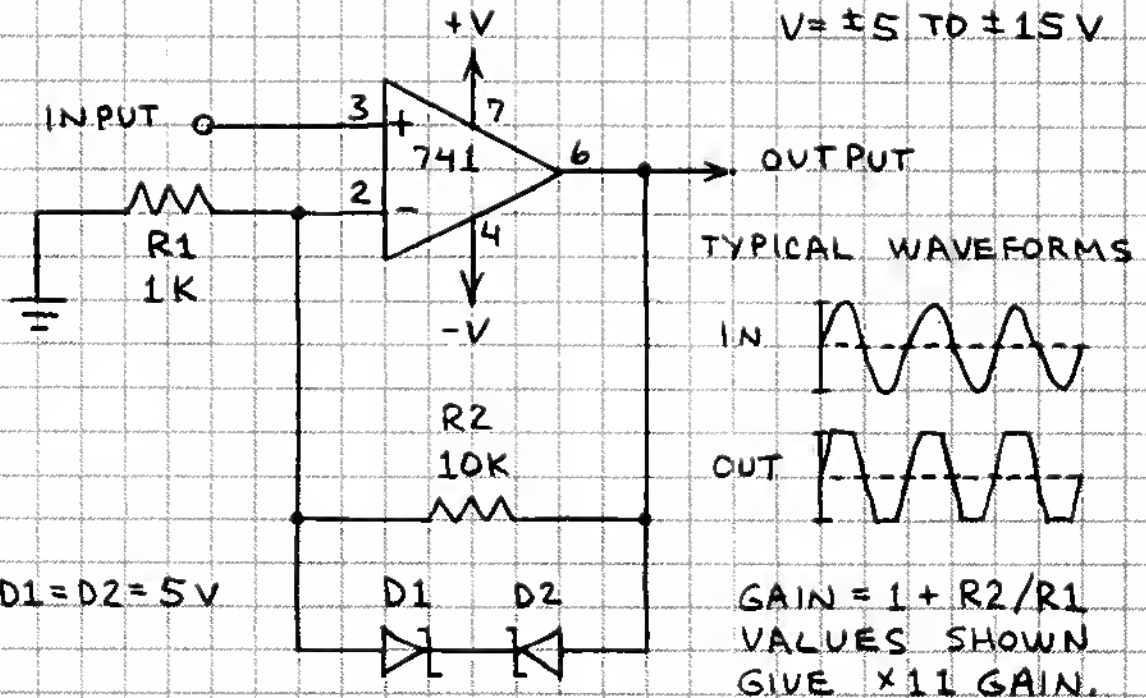 +V
V= ±5 TO ±15 V
INPUT
3
+
7
741
6
OUTPUT
2
-
4
R1
1K
-V
TYPICAL WAVEFORMS
IN
R2
10K
OUT
D1=D2=5V
D1
D2
GAIN = 1 + R2/R1
VALUES SHOWN
GIVE ×11 GAIN.